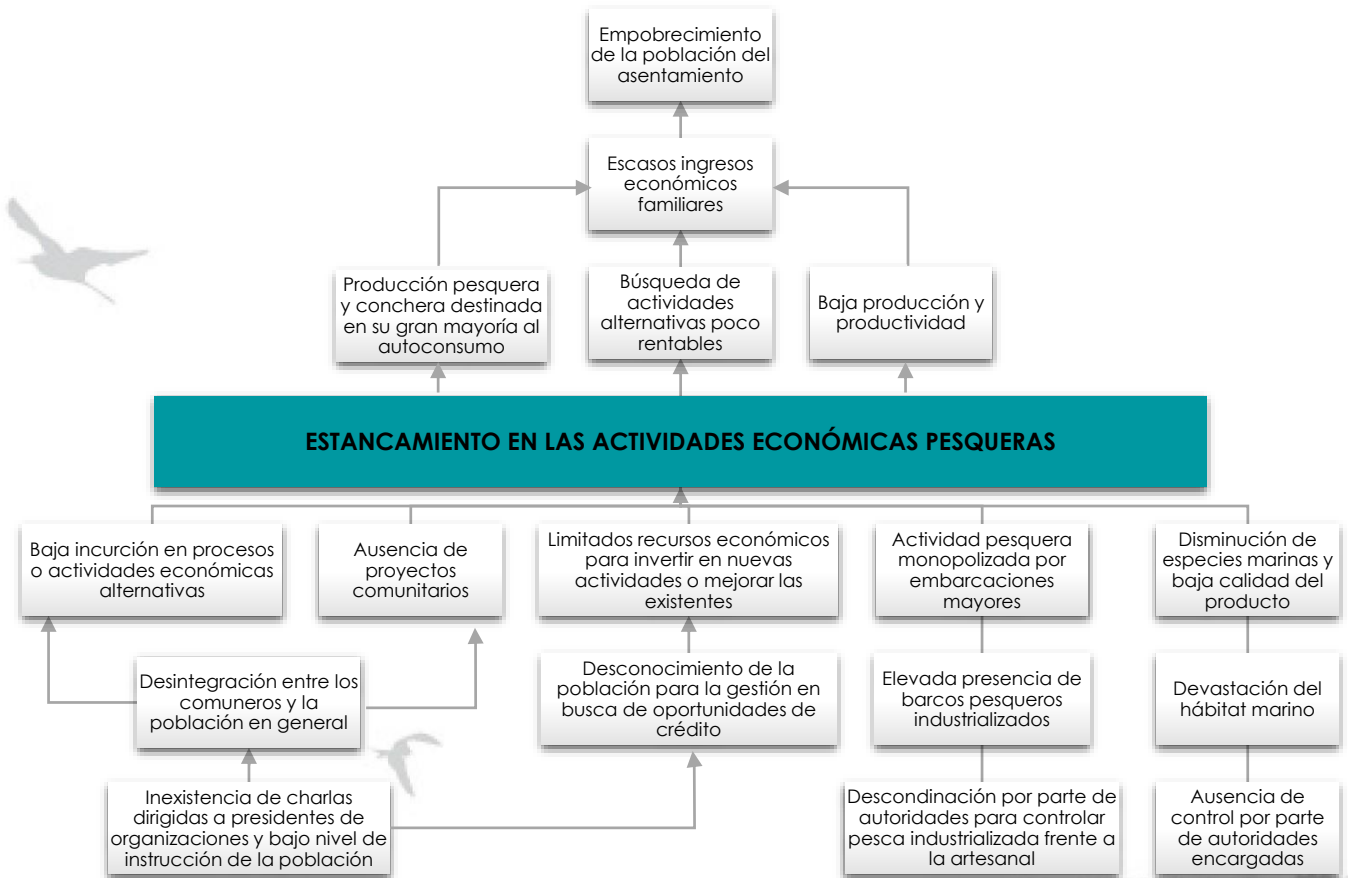 Empobrecimiento
de la población del
asentamiento
Escasos ingresos
económicos
familiares
Producción pesquera
y conchera destinada
en su gran mayoría al
autoconsumo
Búsqueda de
actividades
alternativas poco
rentables
Baja producción y
productividad
ESTANCAMIENTO EN LAS ACTIVIDADES ECONÓMICAS PESQUERAS
Baja incurción en procesos
o actividades económicas
alternativas
Ausencia de
proyectos
comunitarios
Limitados recursos económicos
para invertir en nuevas
actividades o mejorar las
existentes
Actividad pesquera
monopolizada por
embarcaciones
mayores
Disminución de
especies marinas y
baja calidad del
producto
Desintegración entre los
comuneros y la
población en general
Desconocimiento de la
población para la gestión en
busca de oportunidades de
crédito
Elevada presencia de
barcos pesqueros
industrializados
Devastación del
hábitat marino
Inexistencia de charlas
dirigidas a presidentes de
organizaciones y bajo nivel de
instrucción de la población
Descondinación por parte de
autoridades para controlar
pesca industrializada frente a
la artesanal
Ausencia de
control por parte
de autoridades
encargadas